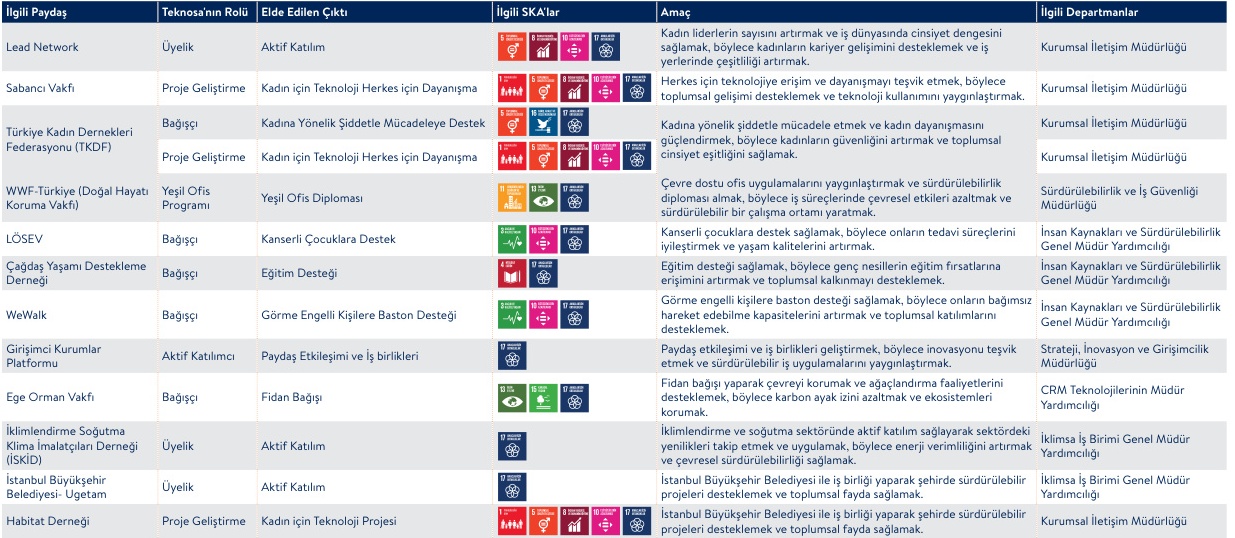 İlgili Paydaş Teknosa'nın Rolü Elde Edilen Çıktı İlgili SKA'lar Amaç İlgili Departmanlar
Lead Network Üyelik Aktif Katılım 5 8 10 17 Kadın liderlerin sayısını artırmak ve iş dünyasında cinsiyet dengesini
sağlamak, böylece kadınların kariyer gelişimini desteklemek ve iş
yerlerinde çeşitliliği artırmak. Kurumsal İletişim Müdürlüğü
Sabancı Vakfı Proje Geliştirme Kadın için Teknoloji Herkes için Dayanışma 1 5 8 10 17 Herkes için teknolojiye erişim ve dayanışmayı teşvik etmek, böylece
toplumsal gelişimi desteklemek ve teknoloji kullanımını yaygınlaştırmak. Kurumsal İletişim Müdürlüğü
Türkiye Kadın Dernekleri
Federasyonu (TKDF)
Bağışçı Kadına Yönelik Şiddetle Mücadeleye Destek 5 16 17
Kadına yönelik şiddetle mücadele etmek ve kadın dayanışmasını
güçlendirmek, böylece kadınların güvenliğini artırmak ve toplumsal
cinsiyet eşitliğini sağlamak.
Kurumsal İletişim Müdürlüğü
Proje Geliştirme Kadın için Teknoloji Herkes için Dayanışma 1 5 8 10 17 Kurumsal İletişim Müdürlüğü
WWF-Türkiye (Doğal Hayatı
Koruma Vakfı)
Yeşil Ofis
Programı
Yeşil Ofis Diploması 11 13 17
Çevre dostu ofis uygulamalarını yaygınlaştırmak ve sürdürülebilirlik
diploması almak, böylece iş süreçlerinde çevresel etkileri azaltmak ve
sürdürülebilir bir çalışma ortamı yaratmak.
Sürdürülebilirlik ve İş Güvenliği
Müdürlüğü
LÖSEV Bağışçı Kanserli Çocuklara Destek 3 10 17
Kanserli çocuklara destek sağlamak, böylece onların tedavi süreçlerini
iyileştirmek ve yaşam kalitelerini artırmak.
İnsan Kaynakları ve Sürdürülebilirlik
Genel Müdür Yardımcılığı
Çağdaş Yaşamı Destekleme
Derneği
Bağışçı Eğitim Desteği 4 17
Eğitim desteği sağlamak, böylece genç nesillerin eğitim fırsatlarına
erişimini artırmak ve toplumsal kalkınmayı desteklemek.
İnsan Kaynakları ve Sürdürülebilirlik
Genel Müdür Yardımcılığı
WeWalk Bağışçı Görme Engelli Kişilere Baston Desteği 3 10 17
Görme engelli kişilere baston desteği sağlamak, böylece onların bağımsız
hareket edebilme kapasitelerini artırmak ve toplumsal katılımlarını
desteklemek.
İnsan Kaynakları ve Sürdürülebilirlik
Genel Müdür Yardımcılığı
Girişimci Kurumlar
Platformu
Aktif Katılımcı Paydaş Etkileşimi ve İş birlikleri 17
Paydaş etkileşimi ve iş birlikleri geliştirmek, böylece inovasyonu teşvik
etmek ve sürdürülebilir iş uygulamalarını yaygınlaştırmak.
Strateji, İnovasyon ve Girişimcilik
Müdürlüğü
Ege Orman Vakfı Bağışçı Fidan Bağışı 13 15 17
Fidan bağışı yaparak çevreyi korumak ve ağaçlandırma faaliyetlerini
desteklemek, böylece karbon ayak izini azaltmak ve ekosistemleri
korumak.
CRM Teknolojilerinin Müdür
Yardımcılığı
İklimlendirme Soğutma
Klima İmalatçıları Derneği
(İSKİD)
Üyelik Aktif Katılım 17
İklimlendirme ve soğutma sektöründe aktif katılım sağlayarak sektördeki
yenilikleri takip etmek ve uygulamak, böylece enerji verimliliğini artırmak
ve çevresel sürdürülebilirliği sağlamak.
İklimsa İş Birimi Genel Müdür
Yardımcılığı
İstanbul Büyükşehir
Belediyesi- Ugetam
Üyelik Aktif Katılım 17
İstanbul Büyükşehir Belediyesi ile iş birliği yaparak şehirde sürdürülebilir
projeleri desteklemek ve toplumsal fayda sağlamak.
İklimsa İş Birimi Genel Müdür
Yardımcılığı
Habitat Derneği Proje Geliştirme Kadın için Teknoloji Projesi 1 5 8 10 17
İstanbul Büyükşehir Belediyesi ile iş birliği yaparak şehirde sürdürülebilir
projeleri desteklemek ve toplumsal fayda sağlamak.
Kurumsal İletişim Müdürlüğü